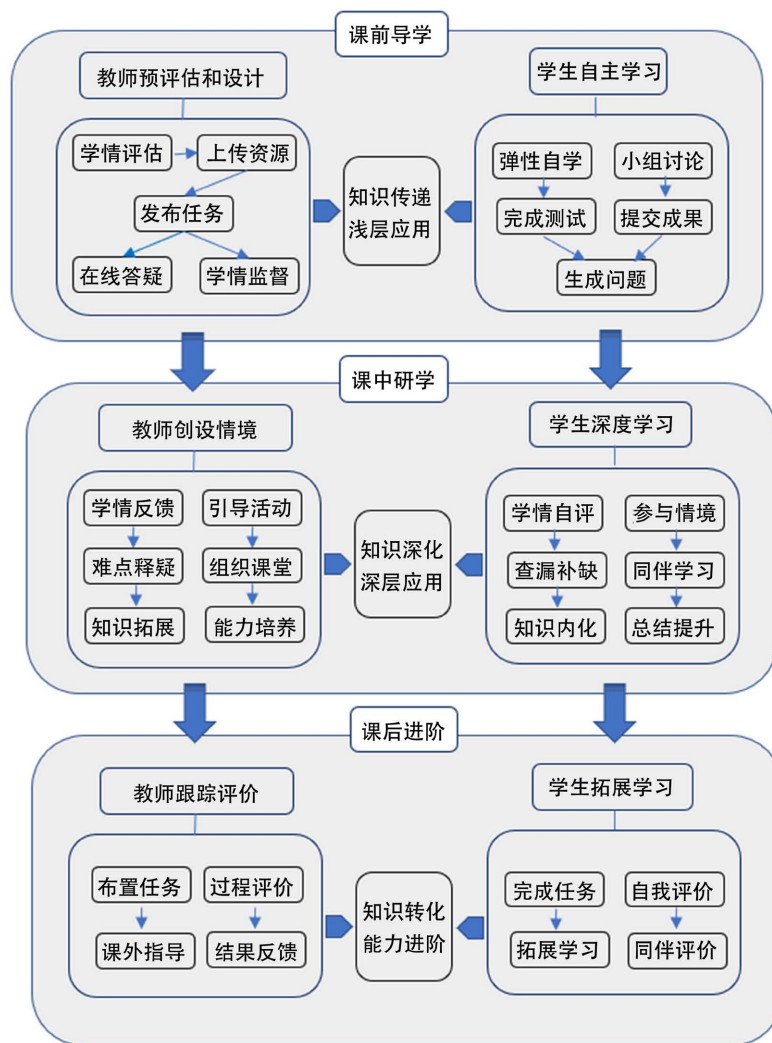 课前导学
教师预评估和设计
学生自主学习
学情评估
上传资源
发布任务
在线答疑
学情监督
知识传递
浅层应用
弹性自学
小组讨论
完成测试
提交成果
生成问题
课中研学
教师创设情境
学生深度学习
学情反馈
引导活动
难点释疑
组织课堂
知识拓展
能力培养
知识深化
深层应用
学情自评
参与情境
查漏补缺
同伴学习
知识内化
总结提升
课后进阶
教师跟踪评价
学生拓展学习
布置任务
过程评价
课外指导
结果反馈
知识转化
能力进阶
完成任务
自我评价
拓展学习
同伴评价